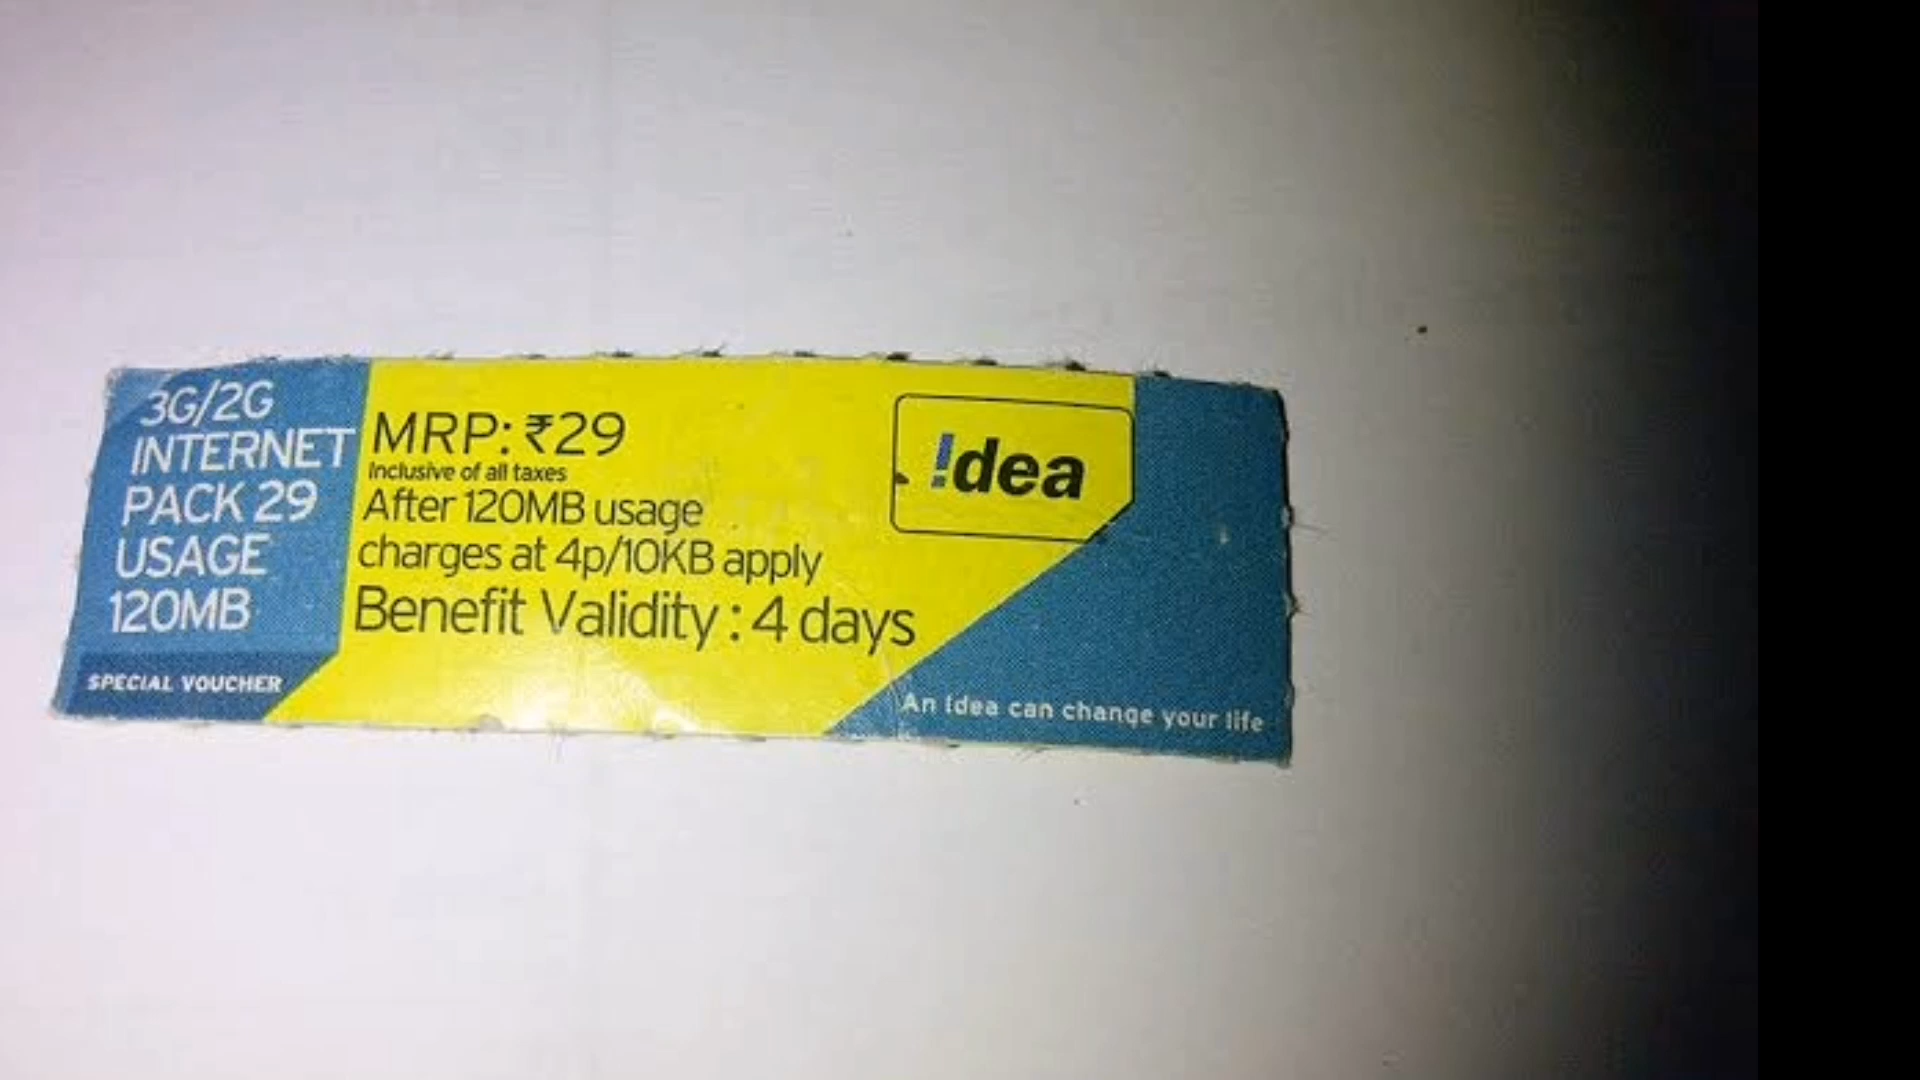 3G/2G
INTERNET
PACK 29
USAGE
120MB
SPECIAL VOUCHER
MRP: ₹29
Inclusive of all taxes
After 120MB usage
charges at 4p/10KB apply
Benefit Validity : 4 days
!dea
An idea can change your life